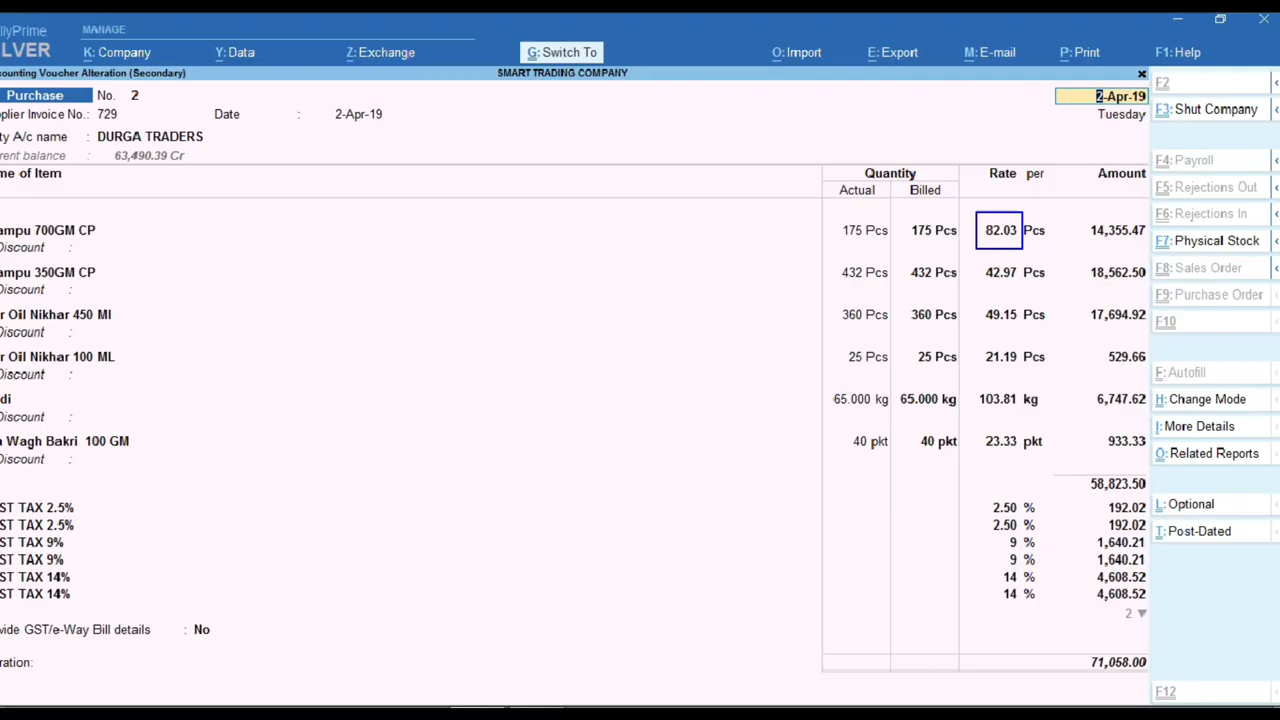 llyPrime
LVER
MANAGE
K: Company Y: Data Z: Exchange G: Switch To O: Import E: Export M: E-mail P: Print F1: Help
counting Voucher Alteration (Secondary) SMART TRADING COMPANY
Purchase No. 2 2-Apr-19
plier Invoice No.: 729 Date : 2-Apr-19 Tuesday
ty A/c name : DURGA TRADERS
rent balance : 63,490.39 Cr
me of Item Quantity Rate per Amount
Actual Billed
ampu 700GM CP 175 Pcs 175 Pcs 82.03 Pcs 14,355.47
Discount :
ampu 350GM CP 432 Pcs 432 Pcs 42.97 Pcs 18,562.50
Discount :
r Oil Nikhar 450 Ml 360 Pcs 360 Pcs 49.15 Pcs 17,694.92
Discount :
r Oil Nikhar 100 ML 25 Pcs 25 Pcs 21.19 Pcs 529.66
Discount :
di 65.000 kg 65.000 kg 103.81 kg 6,747.62
Discount :
a Wagh Bakri 100 GM 40 pkt 40 pkt 23.33 pkt 933.33
Discount :
58,823.50
ST TAX 2.5% 2.50 % 192.02
ST TAX 2.5% 2.50 % 192.02
ST TAX 9% 9 % 1,640.21
ST TAX 9% 9 % 1,640.21
ST TAX 14% 14 % 4,608.52
ST TAX 14% 14 % 4,608.52
2 ▼
vide GST/e-Way Bill details : No
ration: 71,058.00
F2
F3: Shut Company
F4: Payroll
F5: Rejections Out
F6: Rejections In
F7: Physical Stock
F8: Sales Order
F9: Purchase Order
F10
F: Autofill
H: Change Mode
I: More Details
O: Related Reports
L: Optional
T: Post-Dated
F12